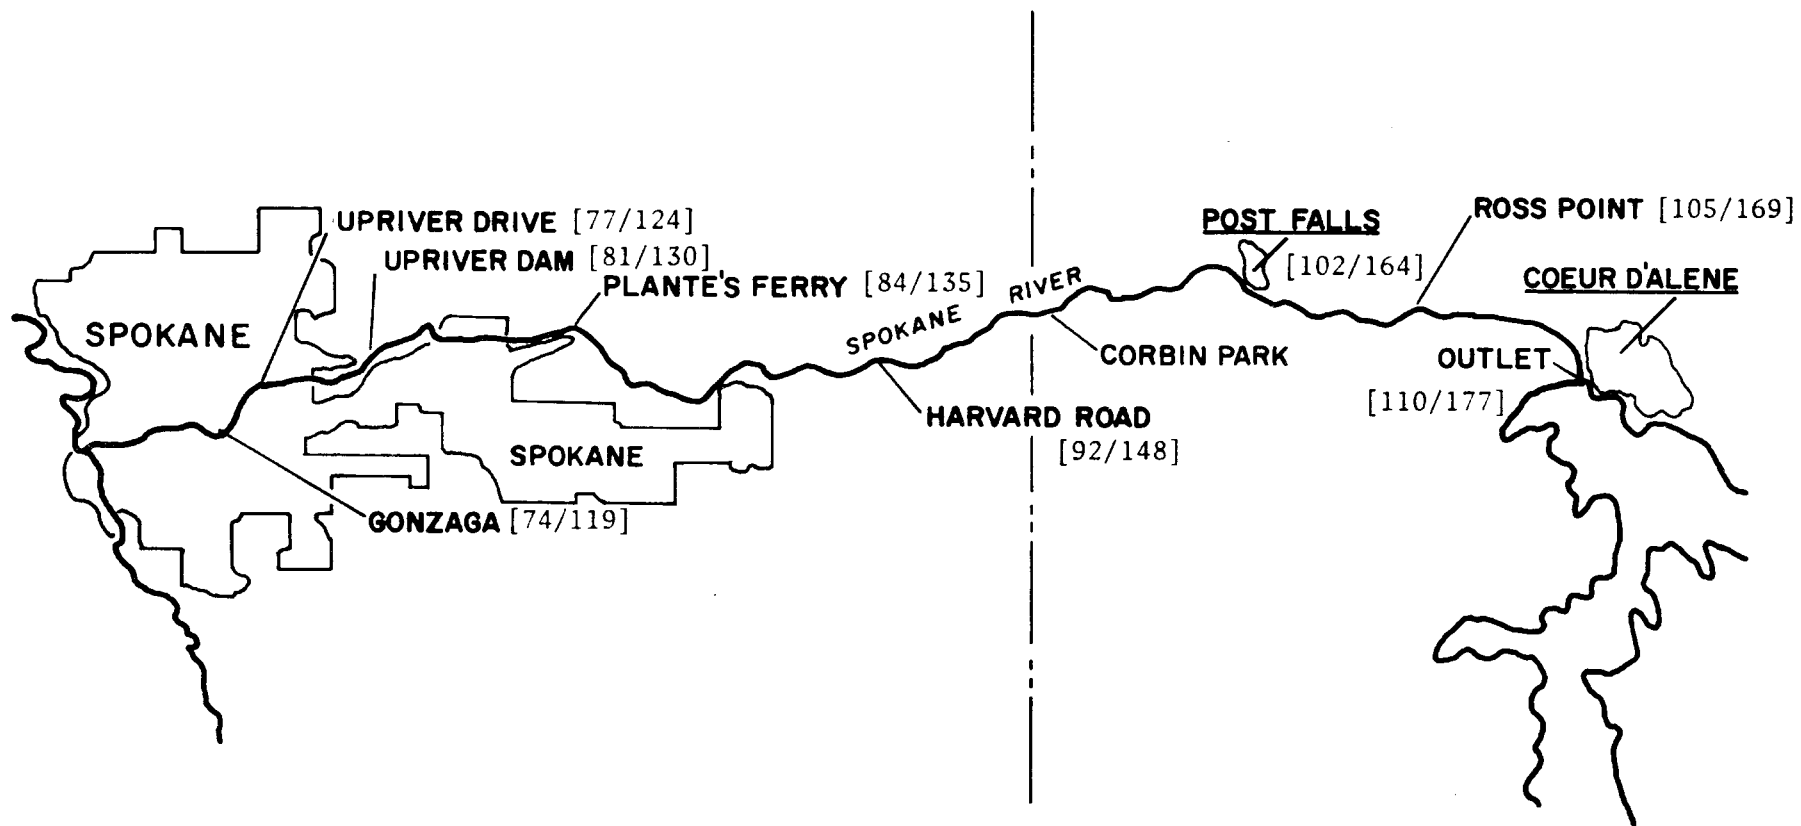 UPRIVER DRIVE [77/124]
UPRIVER DAM [81/130]
PLANTE'S FERRY [84/135]
SPOKANE
SPOKANE RIVER
POST FALLS
[102/164]
ROSS POINT [105/169]
COEUR D'ALENE
CORBIN PARK
OUTLET
[110/177]
HARVARD ROAD
[92/148]
SPOKANE
GONZAGA [74/119]